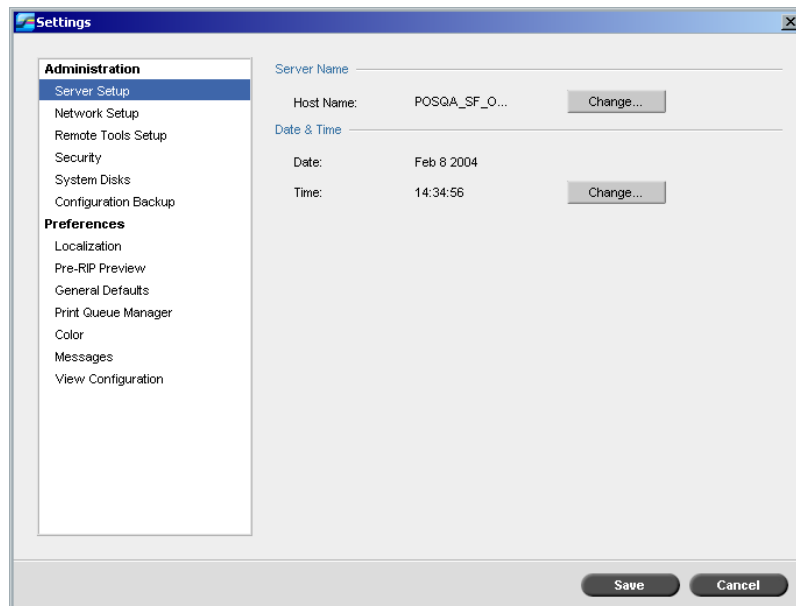 Settings
Administration
Server Setup
Network Setup
Remote Tools Setup
Security
System Disks
Configuration Backup
Preferences
Localization
Pre-RIP Preview
General Defaults
Print Queue Manager
Color
Messages
View Configuration
Server Name
Host Name: POSQA_SF_O... Change...
Date & Time
Date: Feb 8 2004
Time: 14:34:56 Change...
Save Cancel